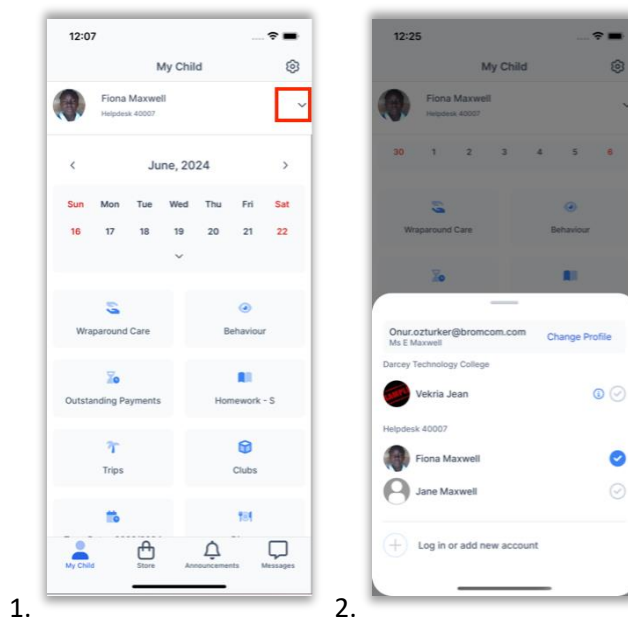 12:07
My Child
Fiona Maxwell
Helpdesk 40007
June, 2024
Sun Mon Tue Wed Thu Fri Sat
16 17 18 19 20 21 22
Wraparound Care Behaviour
Outstanding Payments Homework - S
Trips Clubs
My Child Store Announcements Messages
1.
12:25
My Child
Fiona Maxwell
Helpdesk 40007
30 1 2 3 4 5 6
Wraparound Care Behaviour
Onur.ozturker@bromcom.com
Ms E Maxwell
Change Profile
Darcey Technology College
Vekria Jean
Helpdesk 40007
Fiona Maxwell
Jane Maxwell
Log in or add new account
2.